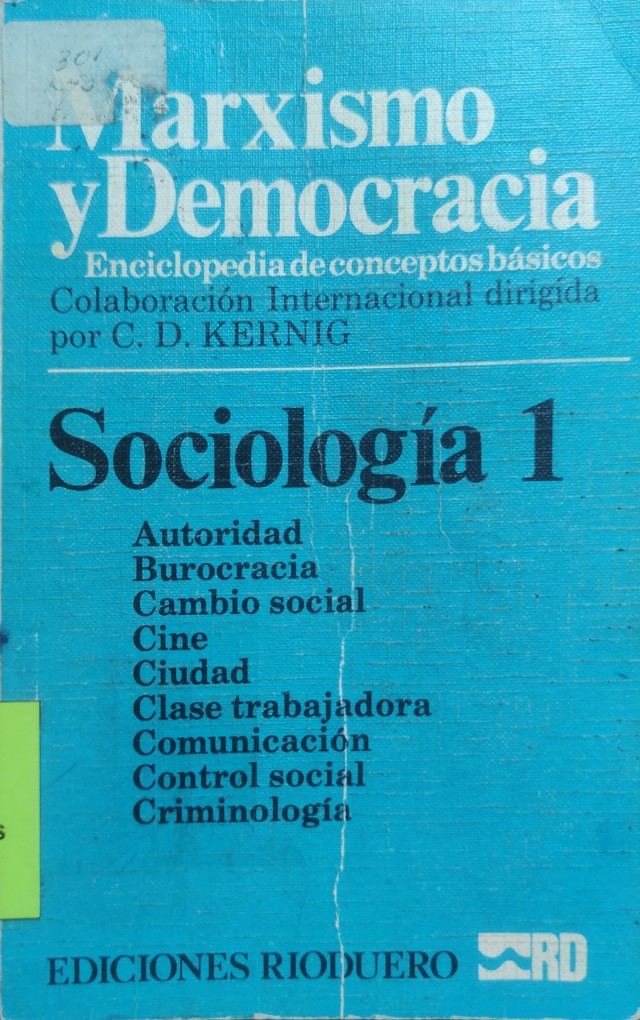 301
Marxismo
y Democracia
Enciclopedia de conceptos básicos
Colaboración Internacional dirigida
por C. D. KERNIG
Sociología 1
Autoridad
Burocracia
Cambio social
Cine
Ciudad
Clase trabajadora
Comunicación
Control social
Criminología
s
EDICIONES RIODUERO
RD